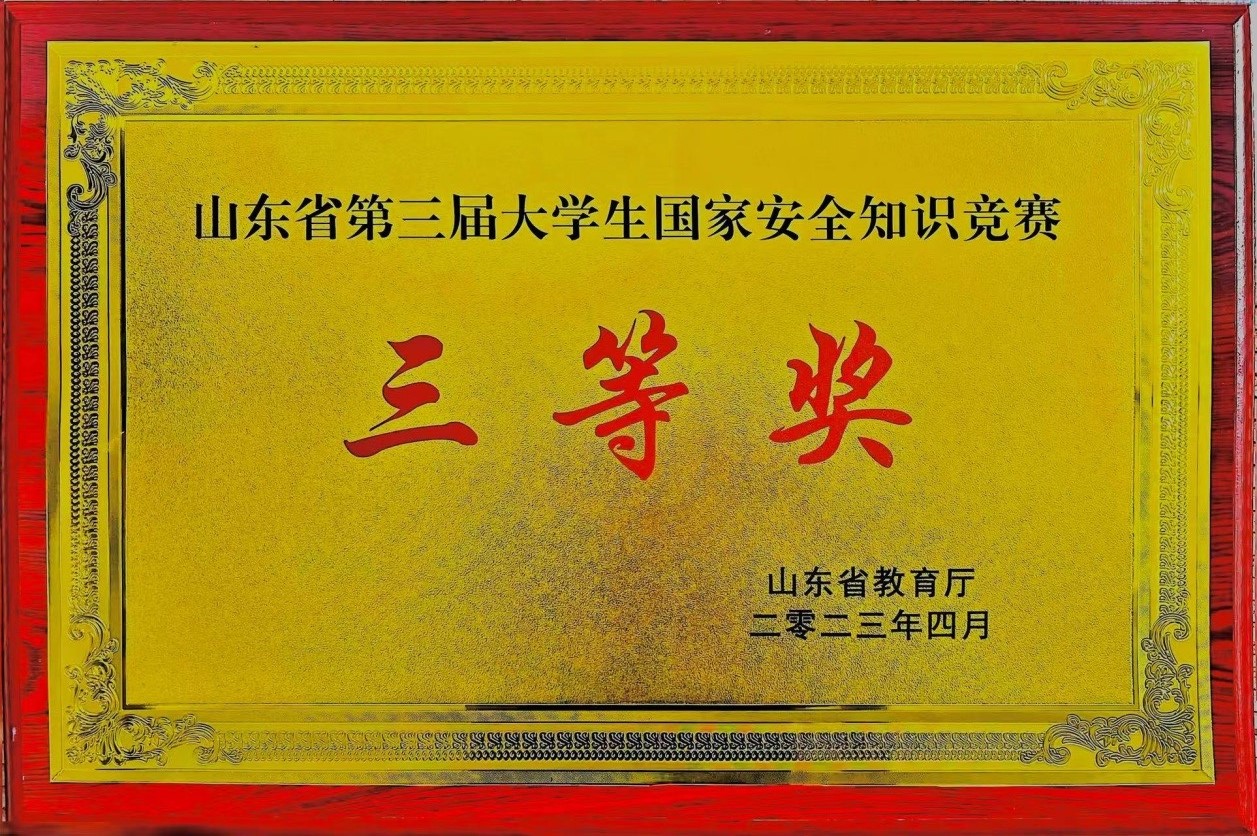 山东省第三届大学生国家安全知识竞赛
三等奖
山东省教育厅
二零二三年四月